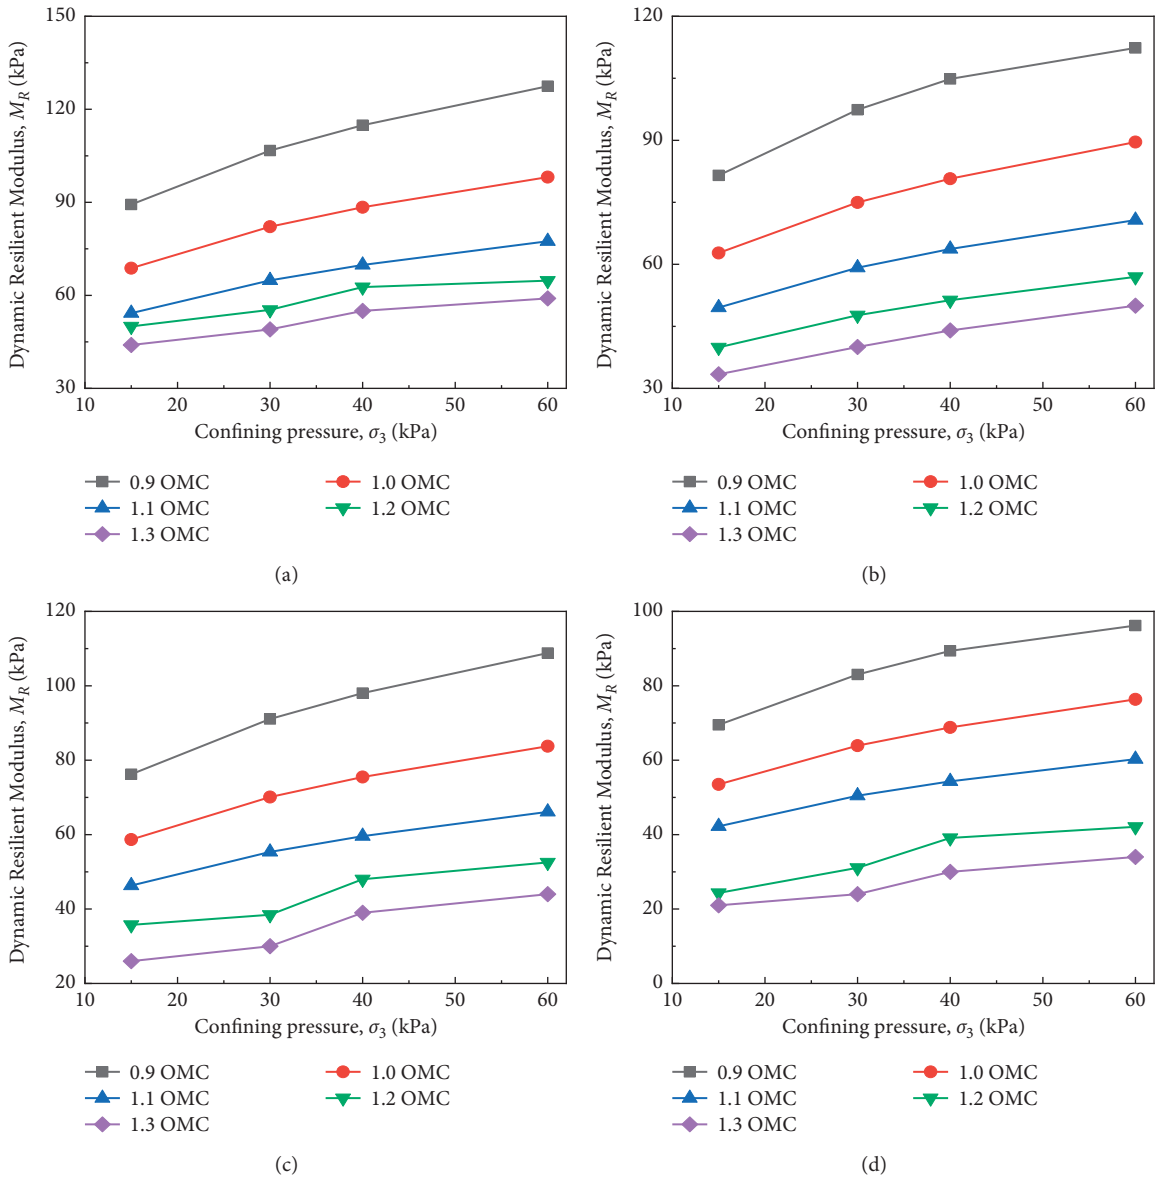 150
120
90
60
30
Dynamic Resilient Modulus, M_R (kPa)
10 20 30 40 50 60
Confining pressure, σ3 (kPa)
0.9 OMC 1.0 OMC
1.1 OMC 1.2 OMC
1.3 OMC
(a)
120
90
60
30
Dynamic Resilient Modulus, M_R (kPa)
10 20 30 40 50 60
Confining pressure, σ3 (kPa)
0.9 OMC 1.0 OMC
1.1 OMC 1.2 OMC
1.3 OMC
(b)
120
100
80
60
40
20
Dynamic Resilient Modulus, M_R (kPa)
10 20 30 40 50 60
Confining pressure, σ3 (kPa)
0.9 OMC 1.0 OMC
1.1 OMC 1.2 OMC
1.3 OMC
(c)
100
80
60
40
20
0
Dynamic Resilient Modulus, M_R (kPa)
10 20 30 40 50 60
Confining pressure, σ3 (kPa)
0.9 OMC 1.0 OMC
1.1 OMC 1.2 OMC
1.3 OMC
(d)